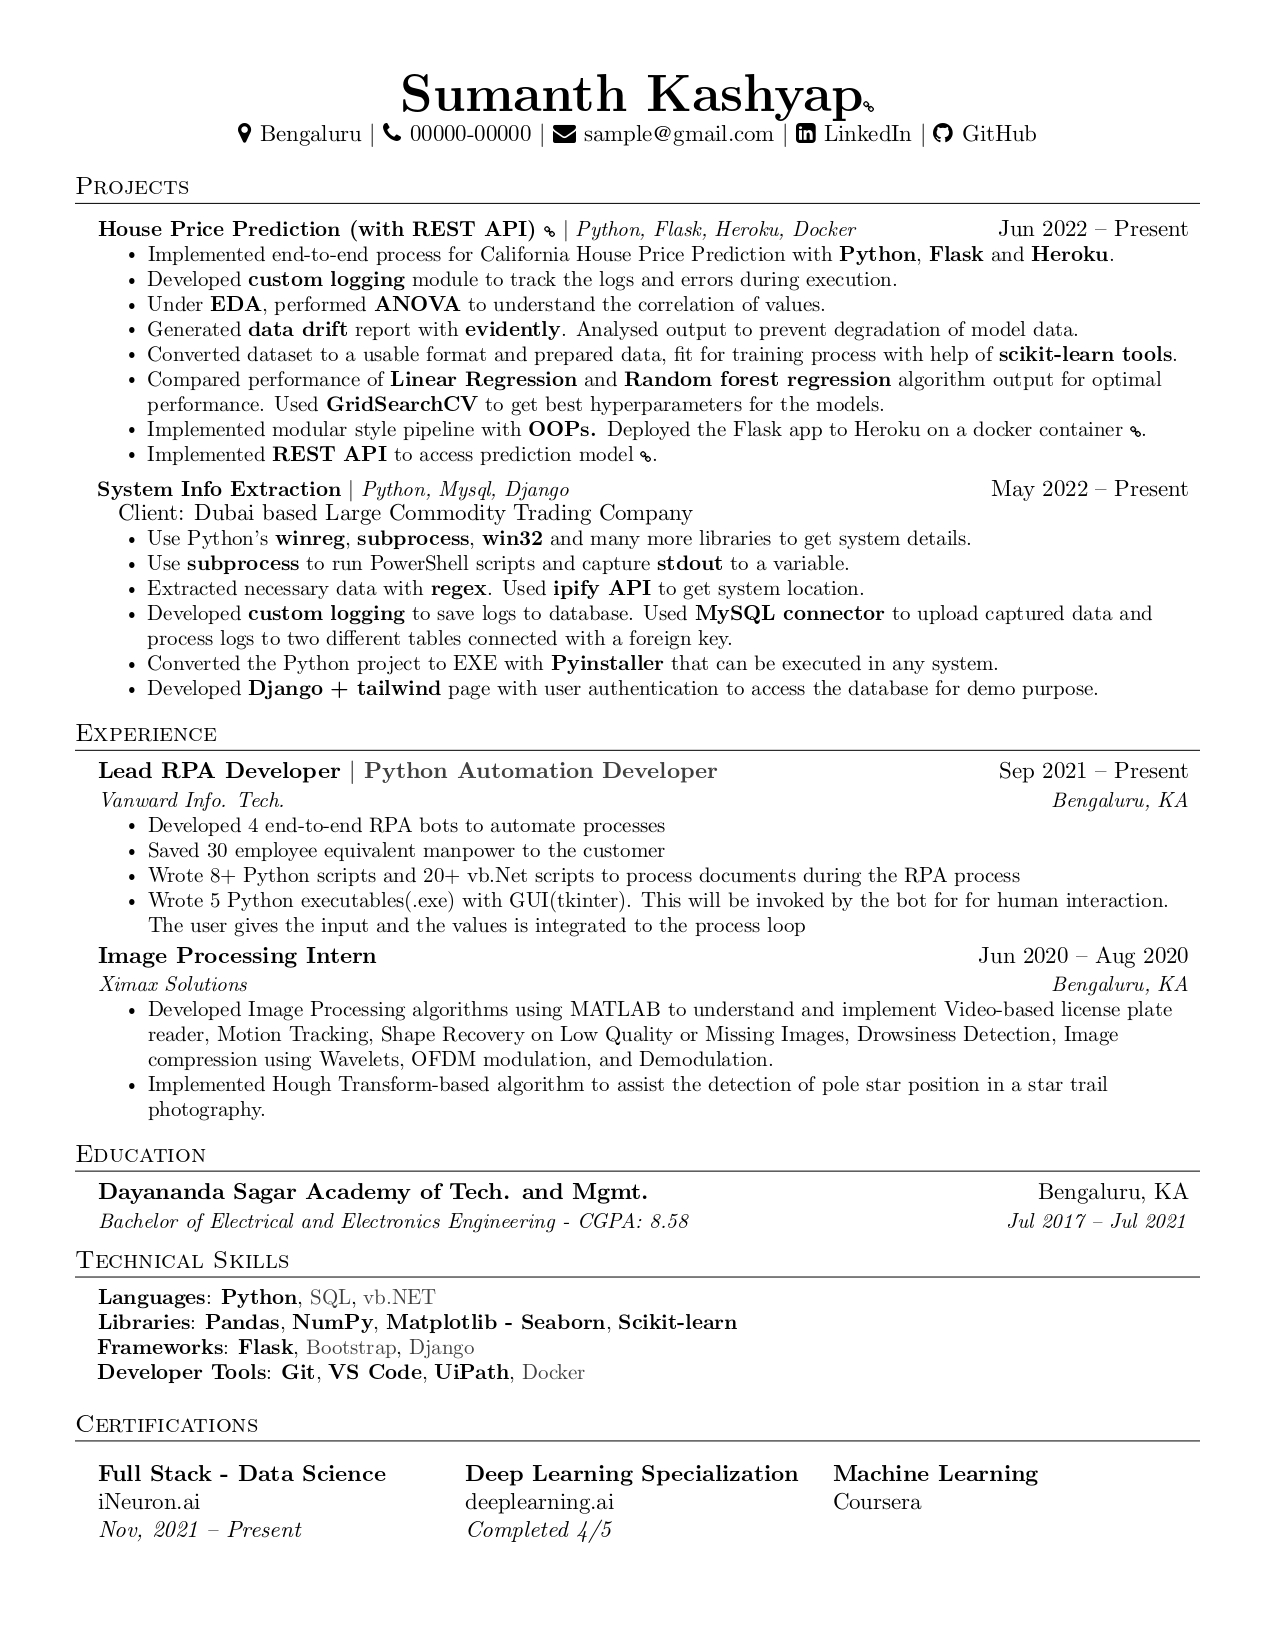 Sumanth Kashyap
Bengaluru | 00000-00000 | sample@gmail.com | LinkedIn | GitHub
Projects
House Price Prediction (with REST API) | Python, Flask, Heroku, Docker Jun 2022 – Present
• Implemented end-to-end process for California House Price Prediction with Python, Flask and Heroku.
• Developed custom logging module to track the logs and errors during execution.
• Under EDA, performed ANOVA to understand the correlation of values.
• Generated data drift report with evidently. Analysed output to prevent degradation of model data.
• Converted dataset to a usable format and prepared data, fit for training process with help of scikit-learn tools.
• Compared performance of Linear Regression and Random forest regression algorithm output for optimal
performance. Used GridSearchCV to get best hyperparameters for the models.
• Implemented modular style pipeline with OOPs. Deployed the Flask app to Heroku on a docker container .
• Implemented REST API to access prediction model .
System Info Extraction | Python, Mysql, Django May 2022 – Present
Client: Dubai based Large Commodity Trading Company
• Use Python's winreg, subprocess, win32 and many more libraries to get system details.
• Use subprocess to run PowerShell scripts and capture stdout to a variable.
• Extracted necessary data with regex. Used ipify API to get system location.
• Developed custom logging to save logs to database. Used MySQL connector to upload captured data and
process logs to two different tables connected with a foreign key.
• Converted the Python project to EXE with Pyinstaller that can be executed in any system.
• Developed Django + tailwind page with user authentication to access the database for demo purpose.
Experience
Lead RPA Developer | Python Automation Developer Sep 2021 – Present
Vanward Info. Tech. Bengaluru, KA
• Developed 4 end-to-end RPA bots to automate processes
• Saved 30 employee equivalent manpower to the customer
• Wrote 8+ Python scripts and 20+ vb.Net scripts to process documents during the RPA process
• Wrote 5 Python executables(.exe) with GUI(tkinter). This will be invoked by the bot for for human interaction.
The user gives the input and the values is integrated to the process loop
Image Processing Intern Jun 2020 – Aug 2020
Ximax Solutions Bengaluru, KA
• Developed Image Processing algorithms using MATLAB to understand and implement Video-based license plate
reader, Motion Tracking, Shape Recovery on Low Quality or Missing Images, Drowsiness Detection, Image
compression using Wavelets, OFDM modulation, and Demodulation.
• Implemented Hough Transform-based algorithm to assist the detection of pole star position in a star trail
photography.
Education
Dayananda Sagar Academy of Tech. and Mgmt. Bengaluru, KA
Bachelor of Electrical and Electronics Engineering - CGPA: 8.58 Jul 2017 – Jul 2021
Technical Skills
Languages: Python, SQL, vb.NET
Libraries: Pandas, NumPy, Matplotlib - Seaborn, Scikit-learn
Frameworks: Flask, Bootstrap, Django
Developer Tools: Git, VS Code, UiPath, Docker
Certifications
Full Stack - Data Science Deep Learning Specialization Machine Learning
iNeuron.ai deeplearning.ai Coursera
Nov, 2021 – Present Completed 4/5